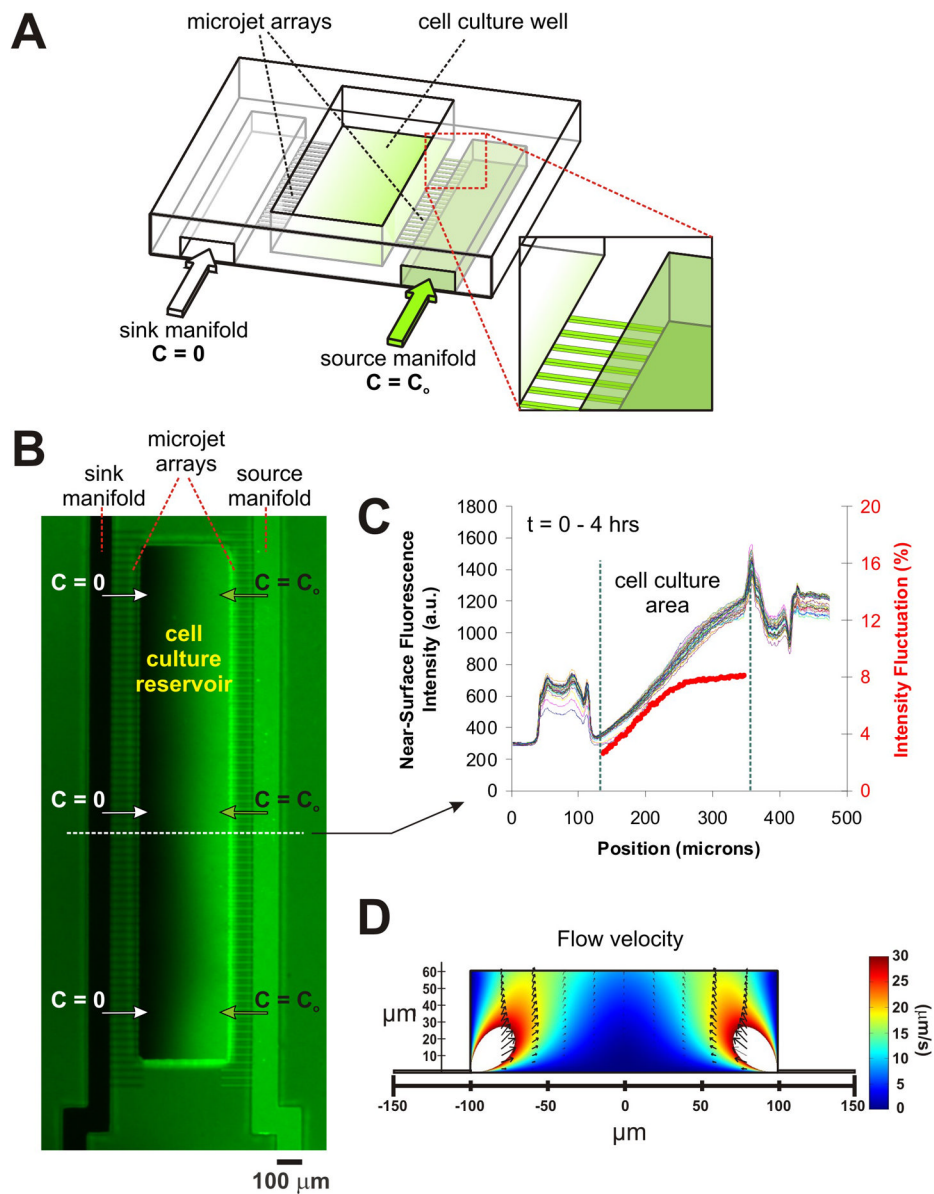 A
microjet arrays
cell culture well
sink manifold
C = 0
source manifold
C = Cₒ
B
microjet
arrays
sink
manifold
source
manifold
C = 0
C = Cₒ
cell
culture
reservoir
C = 0
C = Cₒ
C = 0
C = Cₒ
100 μm
C
t = 0 - 4 hrs
cell culture
area
Near-Surface Fluorescence
Intensity (a.u.)
1800
1600
1400
1200
1000
800
600
400
200
0
20
16
12
8
4
0
Intensity Fluctuation (%)
0 100 200 300 400 500
Position (microns)
D
Flow velocity
60
50
40
30
20
10
μm
-150 -100 -50 0 50 100 150
μm
30
25
20
15
10
5
0
(μm/s)